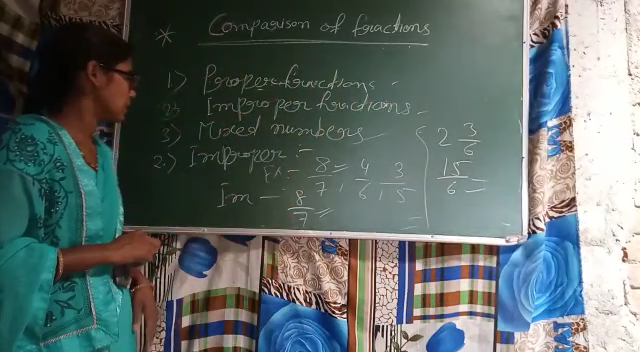 * Comparison of fractions
1) Proper fractions -
2) Improper fractions -
3) Mixed numbers -
2.) Improper :-
Ex :- 8/7 = , 4/6 , 3/5
Im - 8/7 =
=
2 3/6
15/6 =